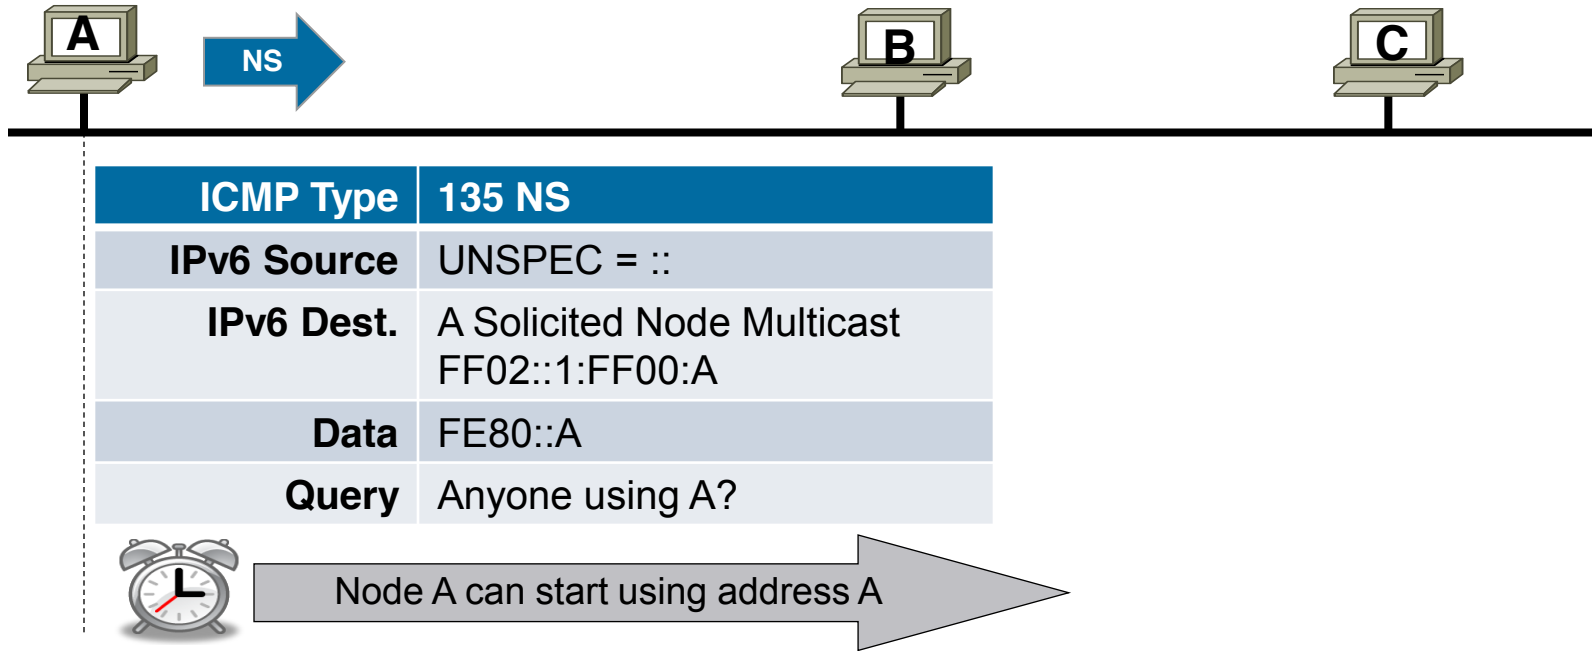 A
NS
B
C
ICMP Type 135 NS
IPv6 Source UNSPEC = ::
IPv6 Dest. A Solicited Node Multicast
FF02::1:FF00:A
Data FE80::A
Query Anyone using A?
Node A can start using address A